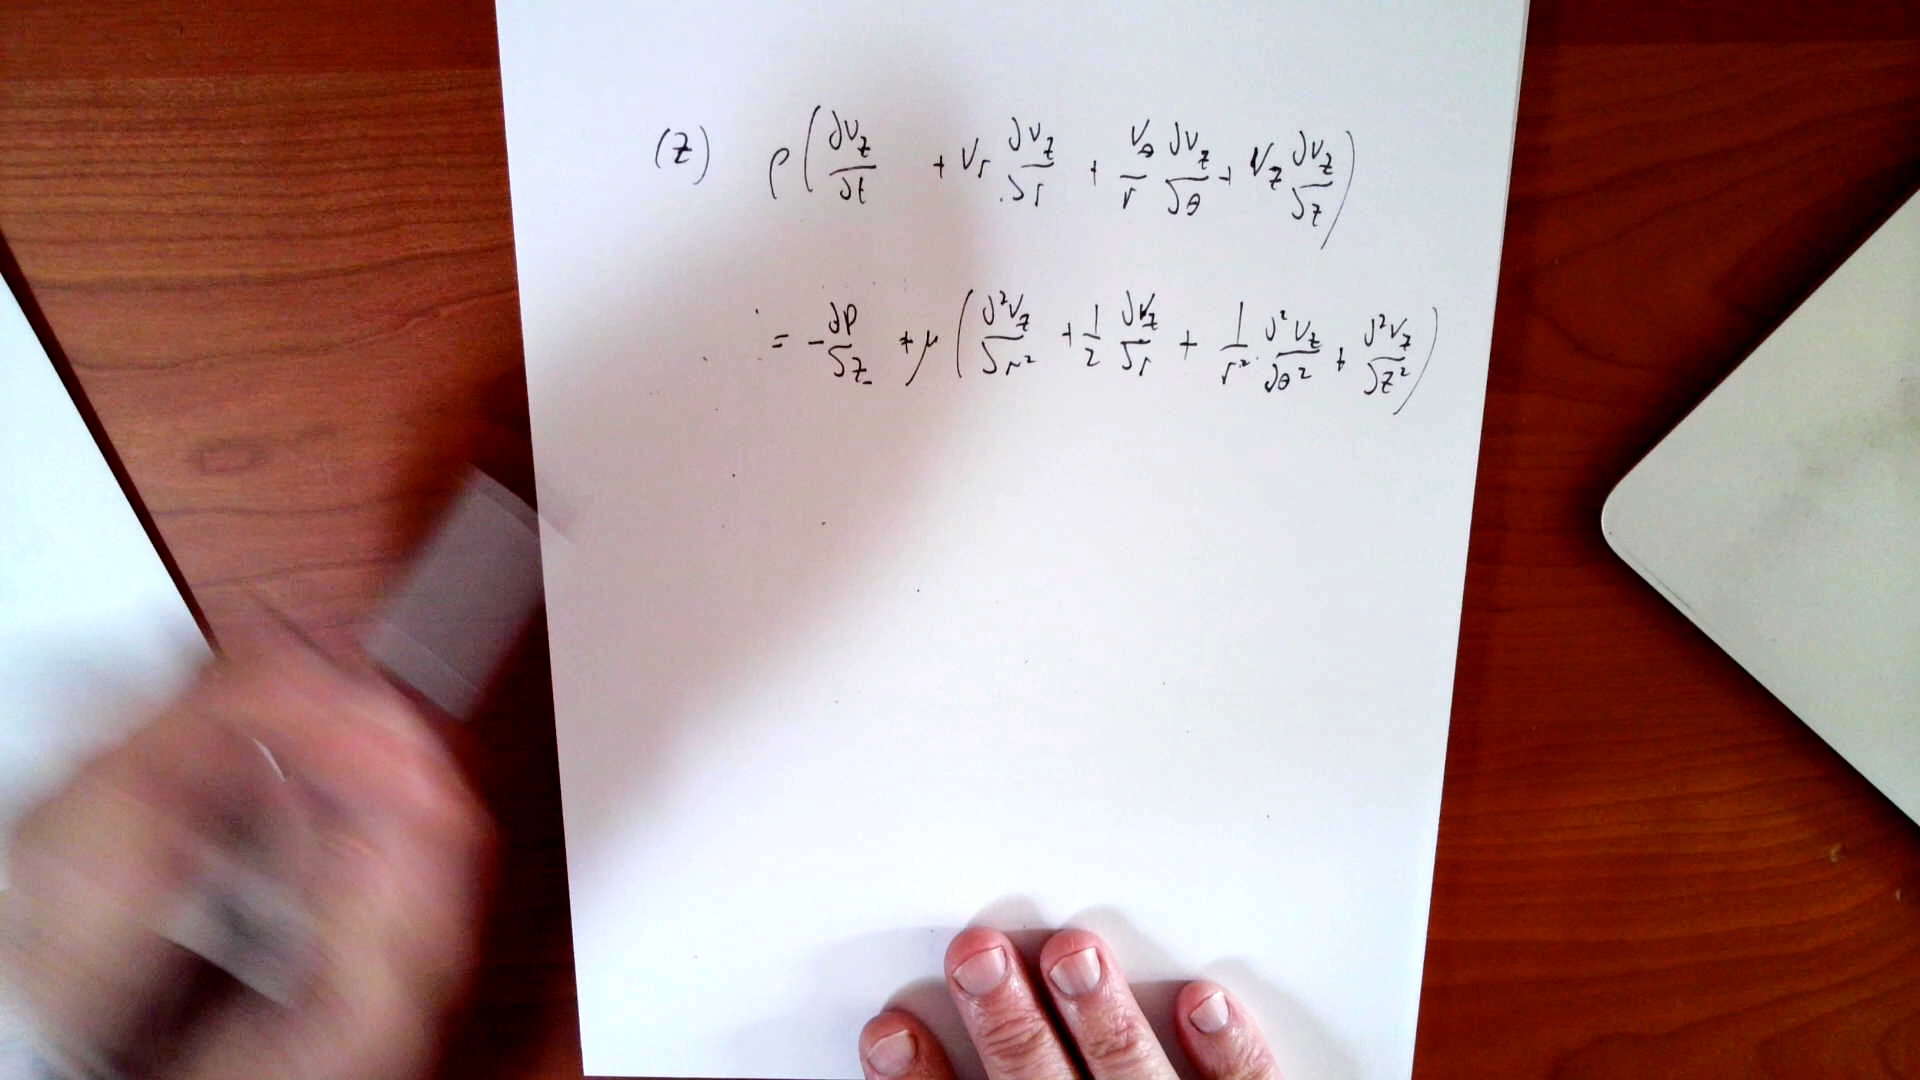 (z) ρ(∂v_z/∂t + v_r ∂v_z/∂r + v_θ/r ∂v_z/∂θ + v_z ∂v_z/∂z)
= -∂P/∂z + μ(∂²v_z/∂r² + 1/2 ∂v_z/∂r + 1/r² ∂²v_z/∂θ² + ∂²v_z/∂z²)